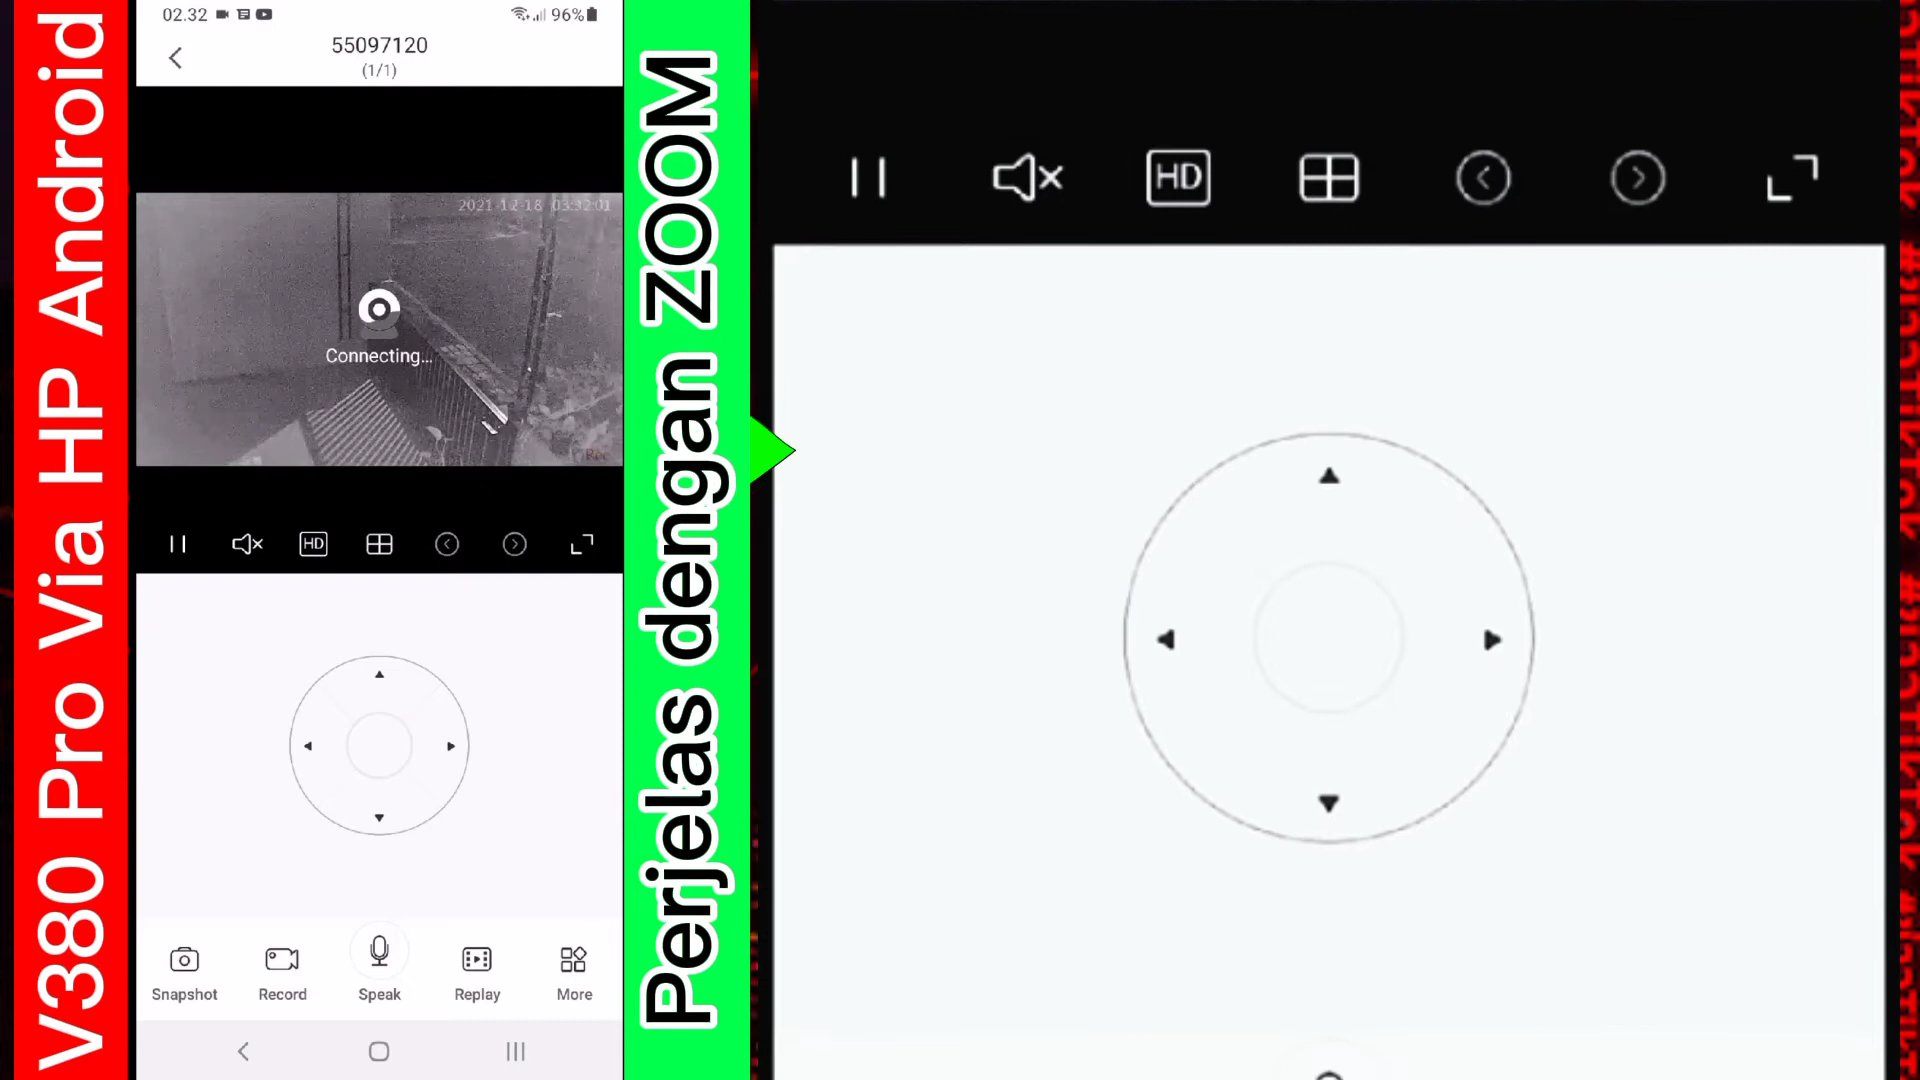 V380 Pro Via HP Android
02.32
96%
55097120
(1/1)
2021-12-18 03:32:01
Connecting...
Rec
HD
Snapshot
Record
Speak
Replay
More
Perjelas dengan ZOOM
HD